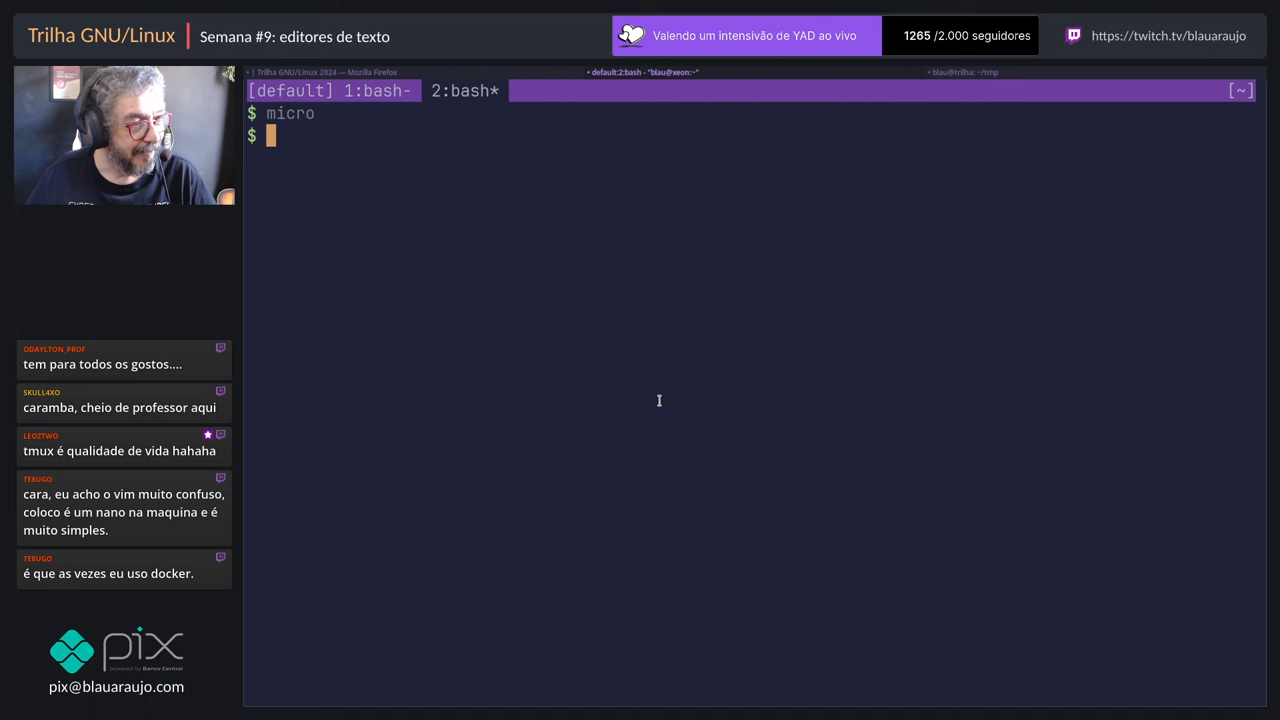 Trilha GNU/Linux
Semana #9: editores de texto
Valendo um intensivão de YAD ao vivo
1265 /2.000 seguidores
https://twitch.tv/blauaraujo
• | Trilha GNU/Linux 2024 — Mozilla Firefox
• default:2:bash - "blau@xeon:~"
• blau@trilha: ~/tmp
[default] 1:bash- 2:bash* [~]
$ micro
$
ODAYLTON_PROF
tem para todos os gostos....
SKULL4XO
caramba, cheio de professor aqui
LEOZTWO
tmux é qualidade de vida hahaha
TEBUGO
cara, eu acho o vim muito confuso,
coloco é um nano na maquina e é
muito simples.
TEBUGO
é que as vezes eu uso docker.
pix
powered by Banco Central
pix@blauaraujo.com